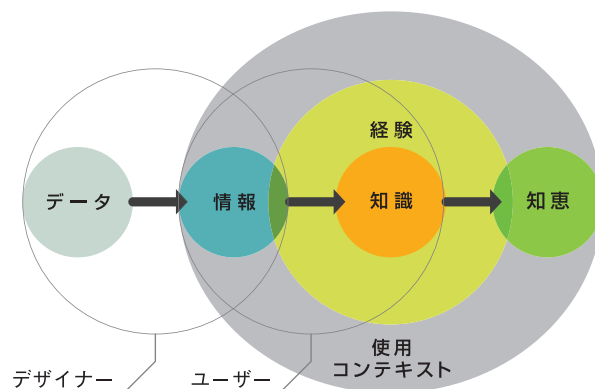 経験
データ
情報
知識
知恵
使用
コンテキスト
デザイナー
ユーザー